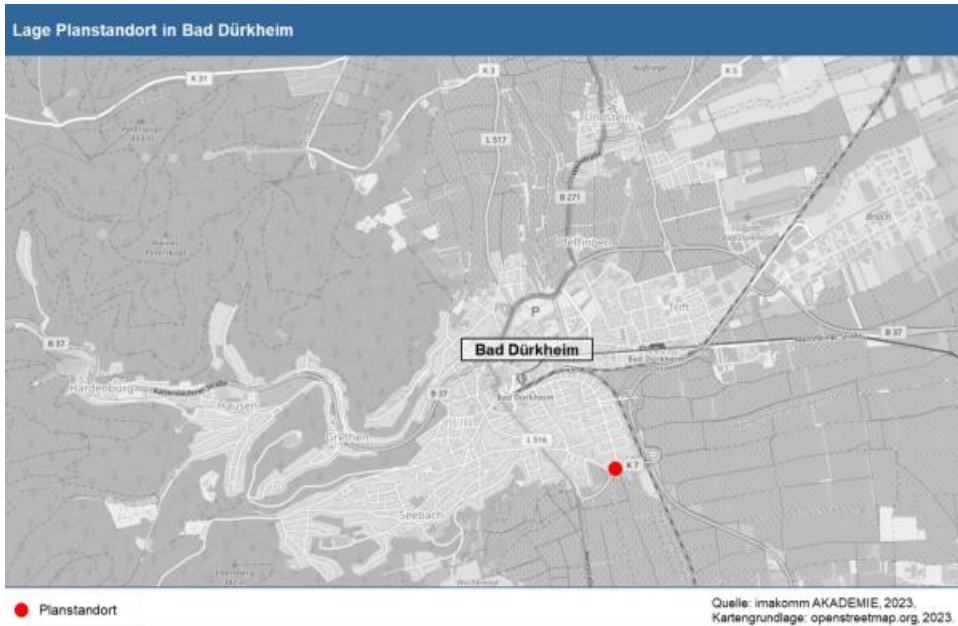 Lage Planstandort in Bad Dürkheim
K 31
K 3
K 5
Ungstein
L 517
B 271
Pfeffingen
Bruch
P
Bad Dürkheim
B 37
Bad Dürkheim
B 37
Hardenburg
Hausen
B 37
Bad Dürkheim
Grethen
L 516
K 7
Seebach
Planstandort
Quelle: imakomm AKADEMIE, 2023,
Kartengrundlage: openstreetmap.org, 2023.